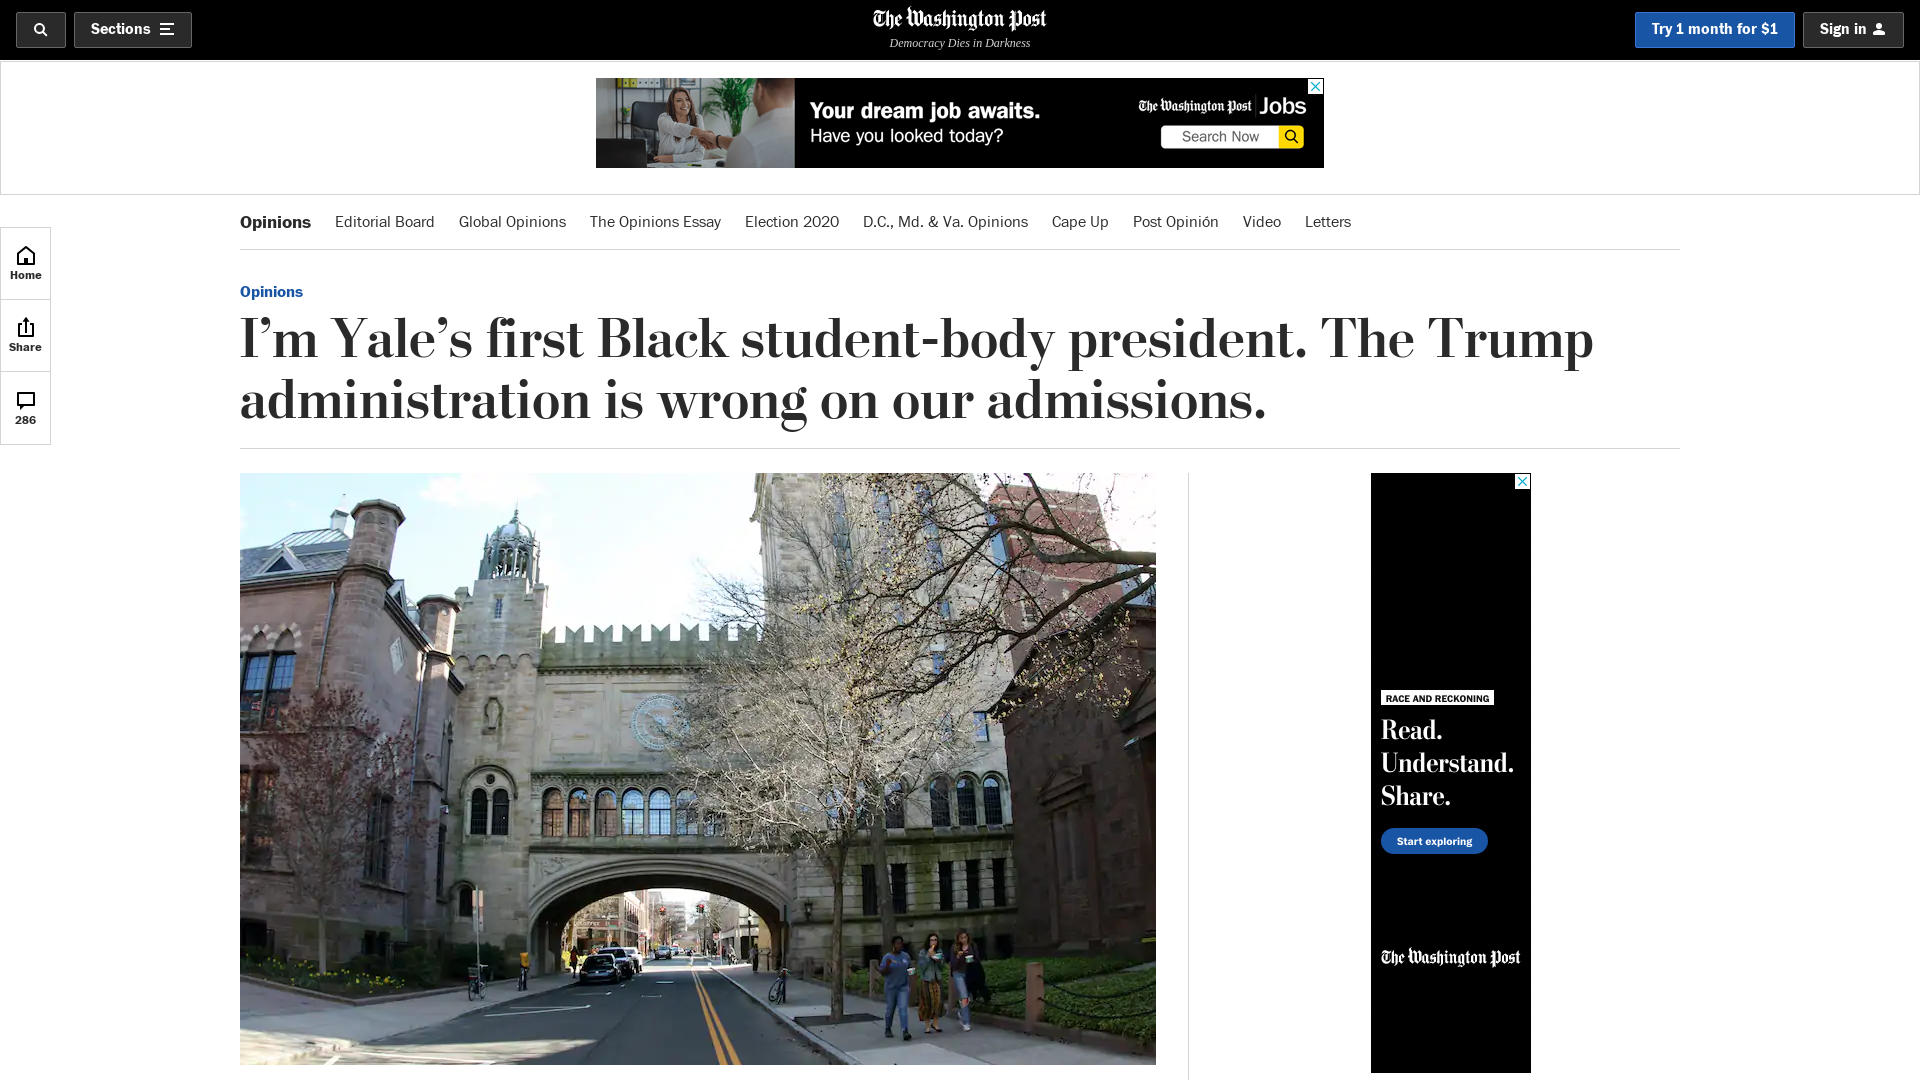 Sections
The Washington Post
Democracy Dies in Darkness
Try 1 month for $1
Sign in
Your dream job awaits.
Have you looked today?
The Washington Post Jobs
Search Now
Opinions Editorial Board Global Opinions The Opinions Essay Election 2020 D.C., Md. & Va. Opinions Cape Up Post Opinión Video Letters
Home
Share
286
Opinions
I’m Yale’s first Black student-body president. The Trump
administration is wrong on our admissions.
RACE AND RECKONING
Read.
Understand.
Share.
Start exploring
The Washington Post